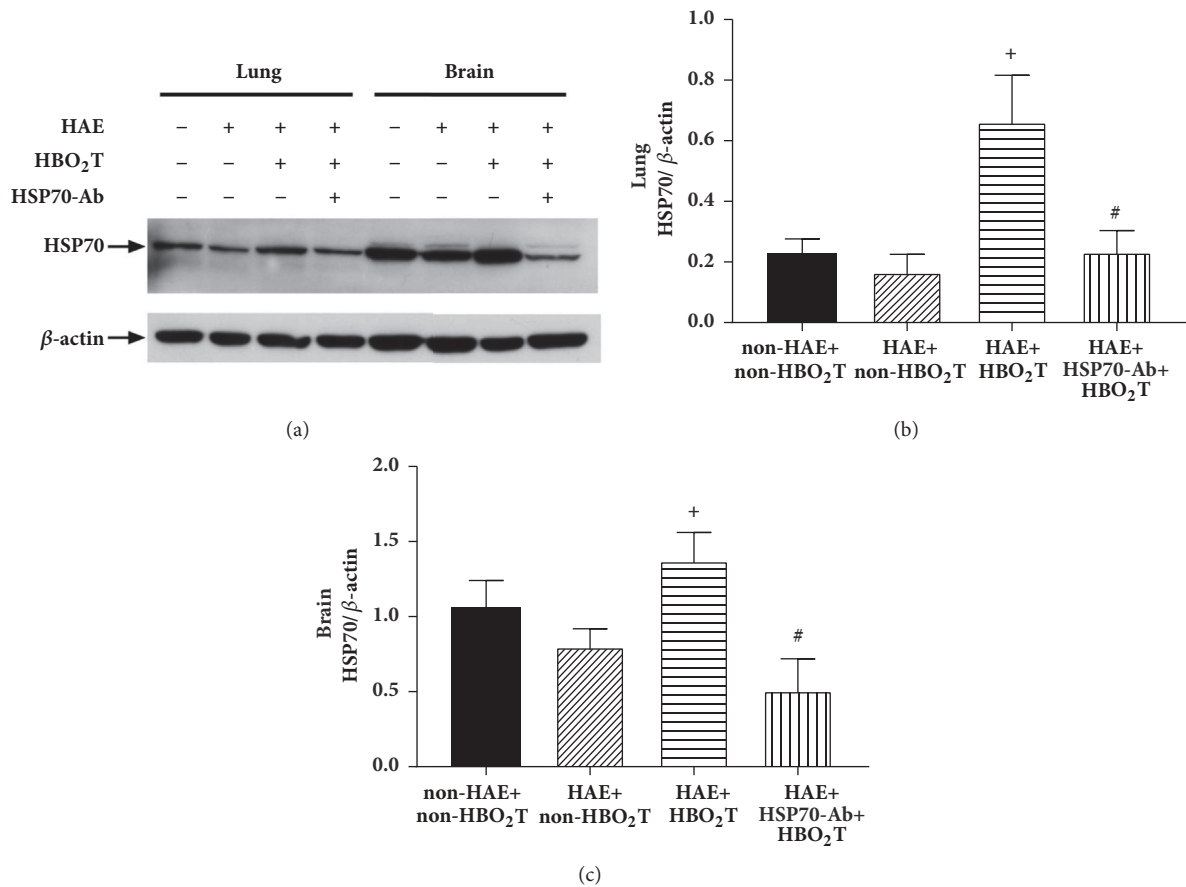 Lung Brain
HAE – + + + – + + +
HBO₂T – – + + – – + +
HSP70-Ab – – – + – – – +
HSP70
β-actin
(a)
Lung
HSP70/ β-actin
1.0
0.8
0.6
0.4
0.2
0.0
+
#
non-HAE+ HAE+ HAE+ HAE+
non-HBO₂T non-HBO₂T HBO₂T HSP70-Ab+
HBO₂T
(b)
Brain
HSP70/β-actin
2.0
1.5
1.0
0.5
0.0
+
#
non-HAE+ HAE+ HAE+ HAE+
non-HBO₂T non-HBO₂T HBO₂T HSP70-Ab+
HBO₂T
(c)